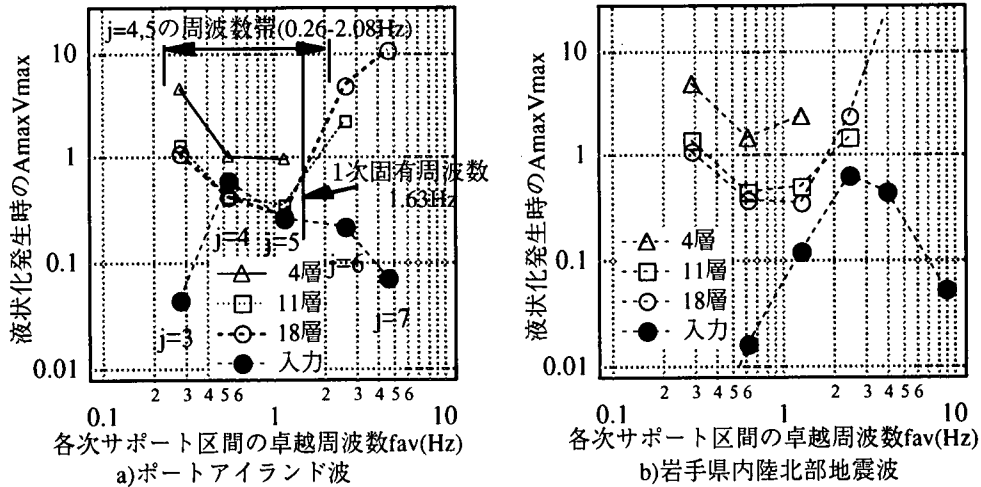 j=4,5の周波数帯(0.26-2.08Hz)
液状化発生時のAmaxVmax
10
1
0.1
0.01
1次固有周波数
1.63Hz
j=3
j=4
j=5
j=6
j=7
4層
11層
18層
入力
2 3 4 5 6 2 3 4 5 6
0.1 1 10
各次サポート区間の卓越周波数fav(Hz)
a)ポートアイランド波
液状化発生時のAmaxVmax
10
1
0.1
0.01
4層
11層
18層
入力
2 3 4 5 6 2 3 4 5 6
0.1 1 10
各次サポート区間の卓越周波数fav(Hz)
b)岩手県内陸北部地震波